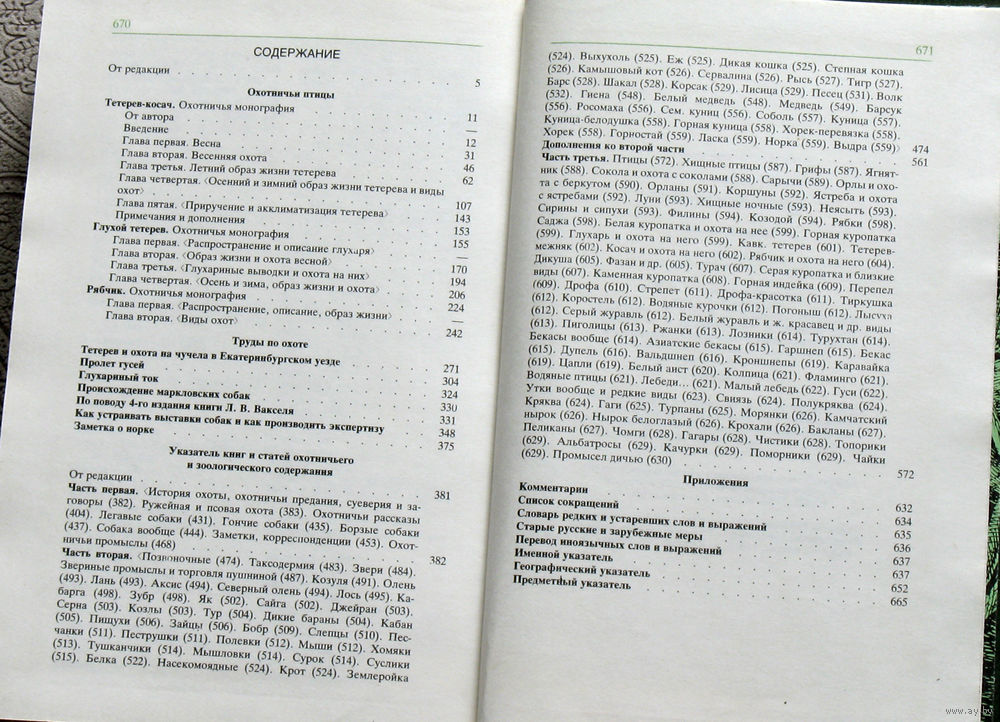 670
СОДЕРЖАНИЕ
От редакции . . . 5
Охотничьи птицы
Тетерев-косач. Охотничья монография
От автора . . . 11
Введение . . . —
Глава первая. Весна . . . 12
Глава вторая. Весенняя охота . . . 31
Глава третья. Летний образ жизни тетерева . . . 46
Глава четвертая. ⟨Осенний и зимний образ жизни тетерева и виды . . . 62
охот⟩ . . . 107
Глава пятая. ⟨Приручение и акклиматизация тетерева⟩ . . . 143
Примечания и дополнения . . . 153
Глухой тетерев. Охотничья монография . . . 155
Глава первая. ⟨Распространение и описание глухаря⟩ . . . —
Глава вторая. ⟨Образ жизни и охота весной⟩ . . . 170
Глава третья. ⟨Глухариные выводки и охота на них⟩ . . . 194
Глава четвертая. ⟨Осень и зима, образ жизни и охота⟩ . . . 206
Рябчик. Охотничья монография . . . 224
Глава первая. ⟨Распространение, описание, образ жизни⟩ . . . —
Глава вторая. ⟨Виды охот⟩ . . . 242
Труды по охоте
Тетерев и охота на чучела в Екатеринбургском уезде . . . 271
Пролет гусей . . . 304
Глухариный ток . . . 324
Происхождение маркловских собак . . . 330
По поводу 4-го издания книги Л. В. Вакселя . . . 331
Как устраивать выставки собак и как производить экспертизу . . . 348
Заметка о норке . . . 375
Указатель книг и статей охотничьего
и зоологического содержания
От редакции . . . 381
Часть первая. ⟨История охоты, охотничьи предания, суеверия и за-
говоры (382). Ружейная и псовая охота (383). Охотничьи рассказы
(404). Легавые собаки (431). Гончие собаки (435). Борзые собаки
(437). Собака вообще (444). Заметки, корреспонденции (453). Охот-
ничьи промыслы (468) . . . 382
Часть вторая. ⟨Позвоночные (474). Таксодермия (483). Звери (484).
Звериные промыслы и торговля пушниной (487). Козуля (491). Олень
(493). Лань (493). Аксис (494). Северный олень (494). Лось (495). Ка-
барга (498). Зубр (498). Як (502). Сайга (502). Джейран (503).
Серна (503). Козлы (503). Тур (504). Дикие бараны (504). Кабан
(505). Пищухи (506). Зайцы (506). Бобр (509). Слепцы (510). Пес-
чанки (511). Пеструшки (511). Полевки (512). Мыши (512). Хомяки
(513). Тушканчики (514). Мышловки (514). Сурок (514). Суслики
(515). Белка (522). Насекомоядные (524). Крот (524). Землеройка
671
(524). Выхухоль (525). Еж (525). Дикая кошка (525). Степная кошка
(526). Камышовый кот (526). Сервалина (526). Рысь (527). Тигр (527).
Барс (528). Шакал (528). Корсак (529). Лисица (529). Песец (531). Волк
(532). Гиена (548). Белый медведь (548). Медведь (549). Барсук
(556). Росомаха (556). Сем. куниц (556). Соболь (557). Куница (557).
Куница-белодушка (558). Горная куница (558). Хорек-перевязка (558).
Хорек (558). Горностай (559). Ласка (559). Норка (559). Выдра (559)⟩ 474
Дополнения ко второй части . . . 561
Часть третья. Птицы (572). Хищные птицы (587). Грифы (587). Ягнят-
ник (588). Сокола и охота с соколами (588). Сарычи (589). Орлы и охо-
та с беркутом (590). Орланы (591). Коршуны (592). Ястреба и охота
с ястребами (592). Луни (593). Хищные ночные (593). Неясыть (593).
Сирины и сипухи (593). Филины (594). Козодой (594). Рябки (598).
Саджа (598). Белая куропатка и охота на нее (599). Горная куропатка
(599). Глухарь и охота на него (599). Кавк. тетерев (601). Тетерев-
межняк (602). Косач и охота на него (602). Рябчик и охота на него (604).
Дикуша (605). Фазан и др. (605). Турач (607). Серая куропатка и близкие
виды (607). Каменная куропатка (608). Горная индейка (609). Перепел
(609). Дрофа (610). Стрепет (611). Дрофа-красотка (611). Тиркушка
(612). Коростель (612). Водяные курочки (612). Погоныш (612). Лысуха
(612). Серый журавль (612). Белый журавль и ж. красавец и др. виды
(613). Пиголицы (613). Ржанки (613). Лозники (614). Турухтан (614).
Бекасы вообще (614). Азиатские бекасы (615). Гаршнеп (615). Бекас
(615). Дупель (616). Вальдшнеп (616). Кроншнепы (619). Каравайка
(619). Цапли (619). Белый аист (620). Колпица (621). Фламинго (621).
Водяные птицы (621). Лебеди... (621). Малый лебедь (622). Гуси (622).
Утки вообще и редкие виды (623). Свиязь (624). Полукряква (624).
Кряква (624). Гаги (625). Турпаны (625). Морянки (626). Камчатский
нырок (626). Нырок белоглазый (626). Крохали (626). Бакланы (627).
Пеликаны (627). Чомги (628). Гагары (628). Чистики (628). Топорики
(629). Альбатросы (629). Качурки (629). Поморники (629). Чайки
(629). Промысел дичью (630) . . . 572
Приложения
Комментарии . . . 632
Список сокращений . . . 634
Словарь редких и устаревших слов и выражений . . . 635
Старые русские и зарубежные меры . . . 636
Перевод иноязычных слов и выражений . . . 637
Именной указатель . . . 637
Географический указатель . . . 652
Предметный указатель . . . 665